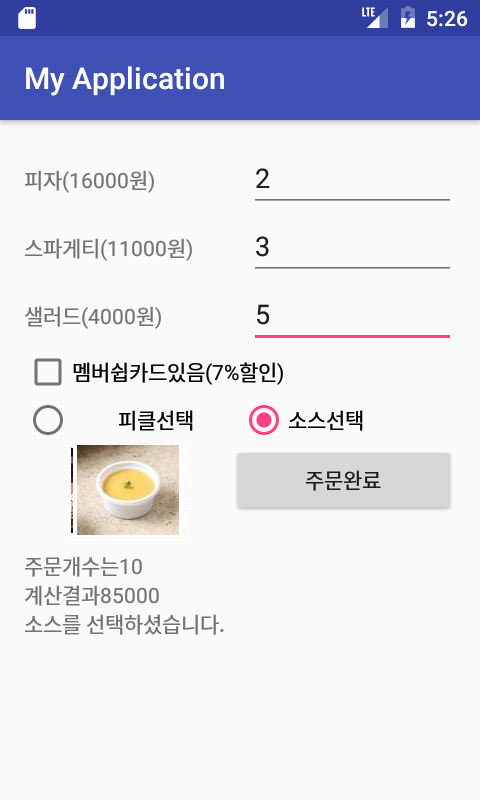 LTE 5:26
My Application
피자(16000원) 2
스파게티(11000원) 3
샐러드(4000원) 5
멤버쉽카드있음(7%할인)
피클선택 소스선택
주문완료
주문개수는10
계산결과85000
소스를 선택하셨습니다.